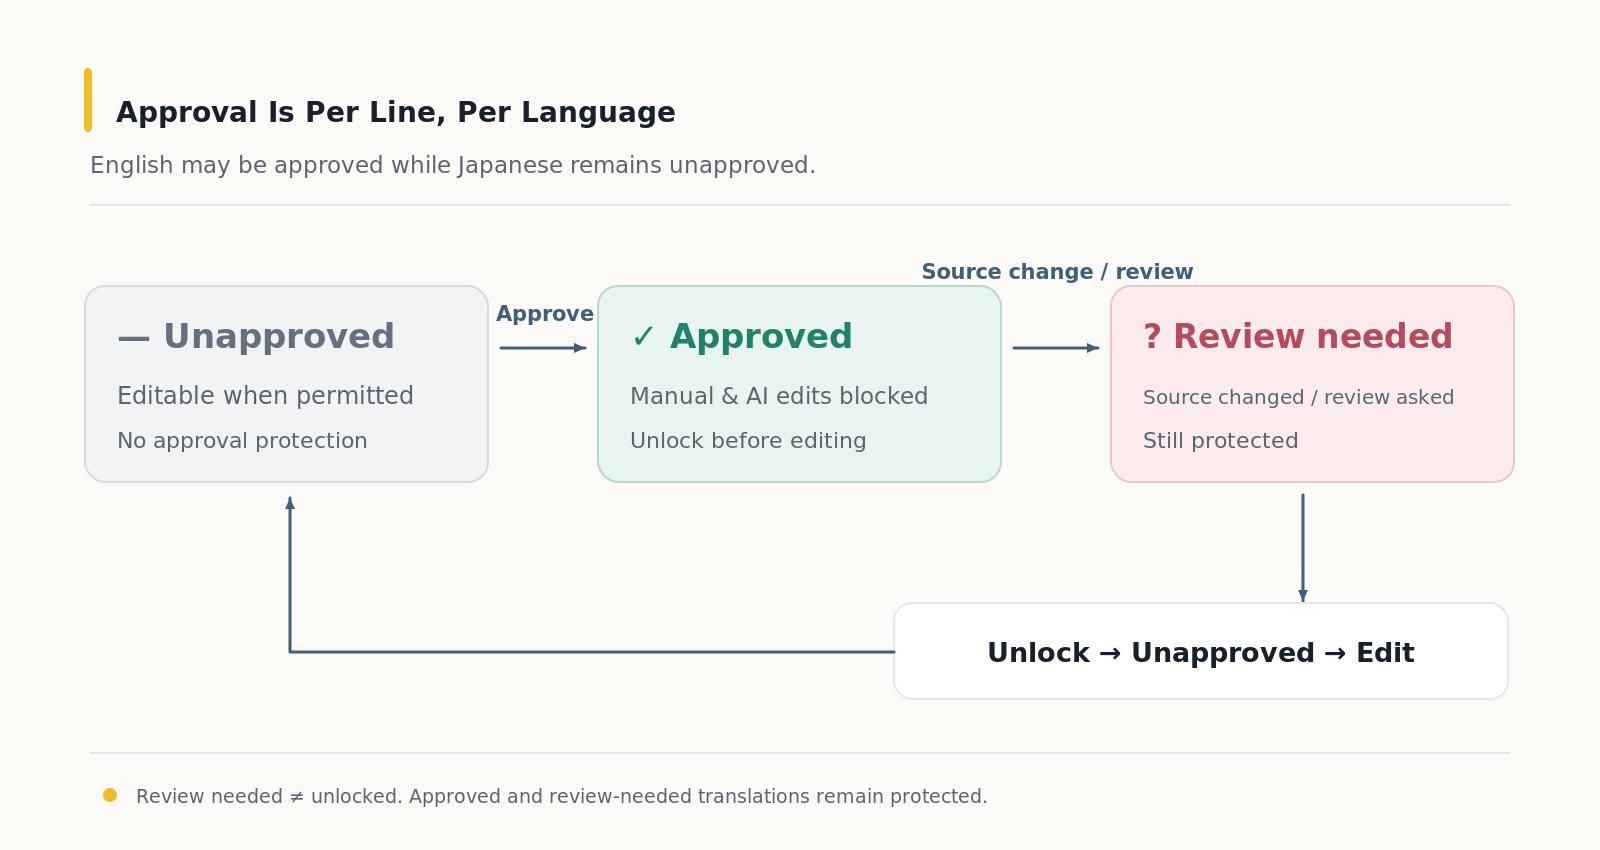 Approval Is Per Line, Per Language
English may be approved while Japanese remains unapproved.
Source change / review
Approve
— Unapproved
Editable when permitted
No approval protection
✓ Approved
Manual & AI edits blocked
Unlock before editing
? Review needed
Source changed / review asked
Still protected
Unlock → Unapproved → Edit
Review needed ≠ unlocked. Approved and review-needed translations remain protected.